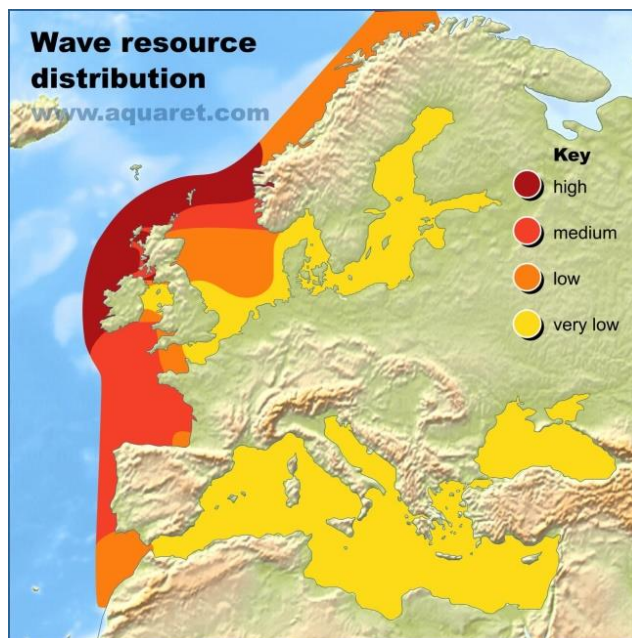 Wave resource
distribution
www.aquaret.com
Key
high
medium
low
very low